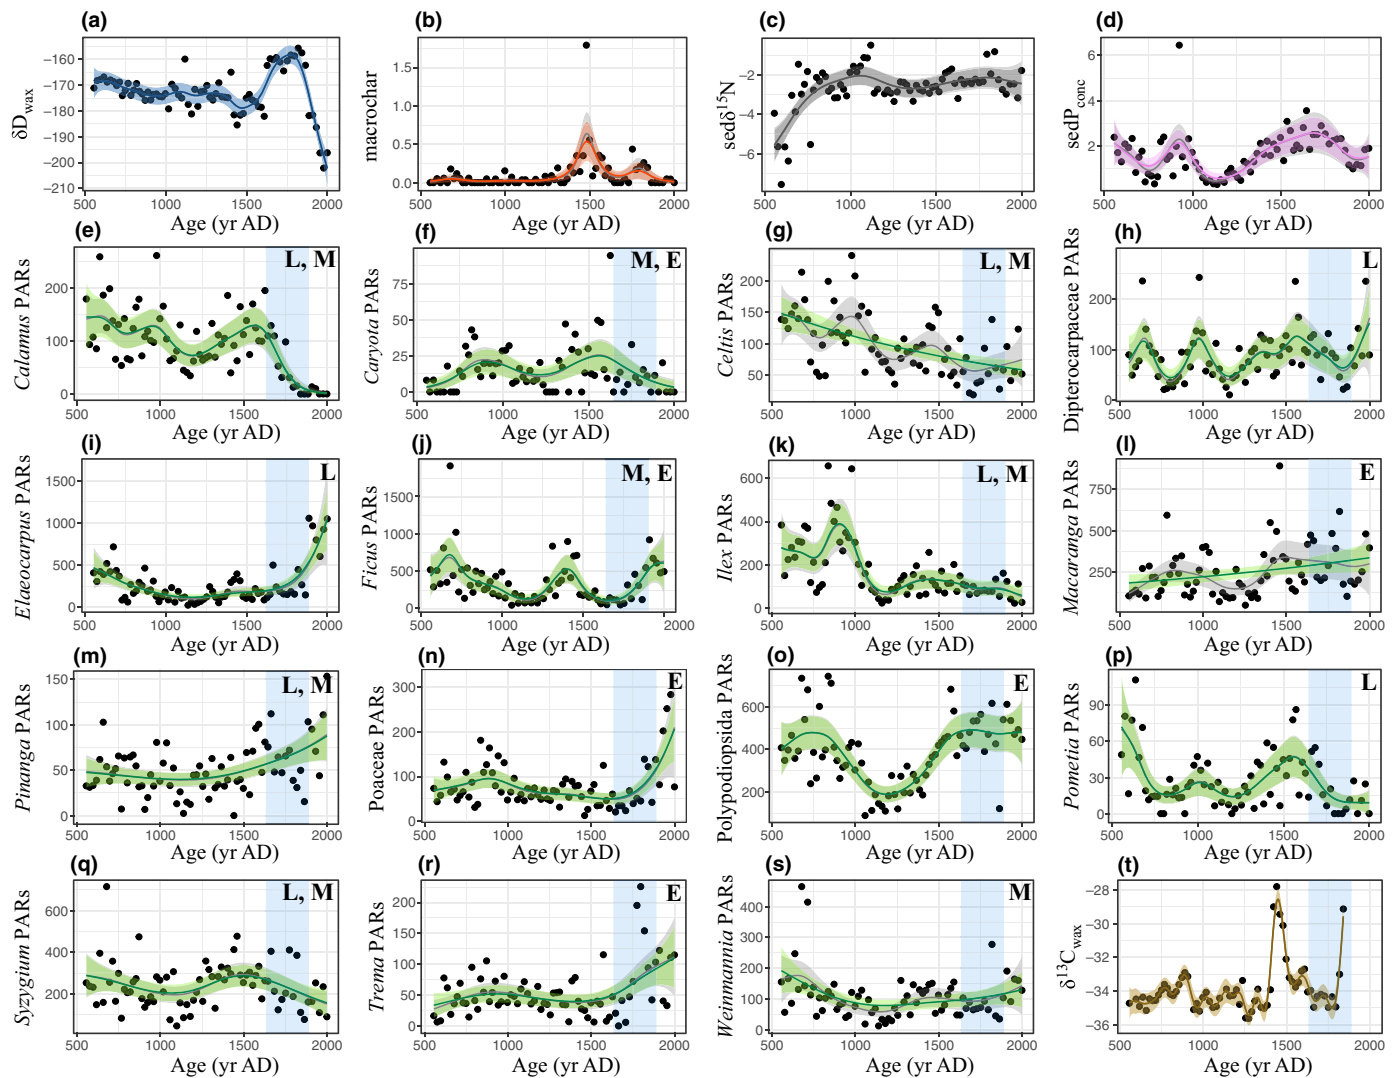 (a)
δD wax
−160
−170
−180
−190
−200
−210
500
1000
1500
2000
Age (yr AD)
(b)
macrochar
1.5
1.0
0.5
0.0
500
1000
1500
2000
Age (yr AD)
(c)
sedδ¹⁵N
−2
−4
−6
500
1000
1500
2000
Age (yr AD)
(d)
sedP conc
6
4
2
500
1000
1500
2000
Age (yr AD)
(e)
L, M
Calamus PARs
200
100
0
500
1000
1500
2000
Age (yr AD)
(f)
M, E
Caryota PARs
75
50
25
0
500
1000
1500
2000
Age (yr AD)
(g)
L, M
Celtis PARs
200
150
100
50
500
1000
1500
2000
Age (yr AD)
(h)
L
Dipterocarpaceae PARs
200
100
0
500
1000
1500
2000
Age (yr AD)
(i)
L
Elaeocarpus PARs
1500
1000
500
0
500
1000
1500
2000
Age (yr AD)
(j)
M, E
Ficus PARs
1500
1000
500
0
500
1000
1500
2000
Age (yr AD)
(k)
L, M
Ilex PARs
600
400
200
0
500
1000
1500
2000
Age (yr AD)
(l)
E
Macaranga PARs
750
500
250
500
1000
1500
2000
Age (yr AD)
(m)
L, M
Pinanga PARs
150
100
50
0
500
1000
1500
2000
Age (yr AD)
(n)
E
Poaceae PARs
300
200
100
0
500
1000
1500
2000
Age (yr AD)
(o)
E
Polypodiopsida PARs
600
400
200
500
1000
1500
2000
Age (yr AD)
(p)
L
Pometia PARs
90
60
30
0
500
1000
1500
2000
Age (yr AD)
(q)
L, M
Syzygium PARs
600
400
200
500
1000
1500
2000
Age (yr AD)
(r)
E
Trema PARs
200
150
100
50
0
500
1000
1500
2000
Age (yr AD)
(s)
M
Weinmannia PARs
500
400
300
200
100
0
500
1000
1500
2000
Age (yr AD)
(t)
δ¹³C wax
−28
−30
−32
−34
−36
500
1000
1500
2000
Age (yr AD)